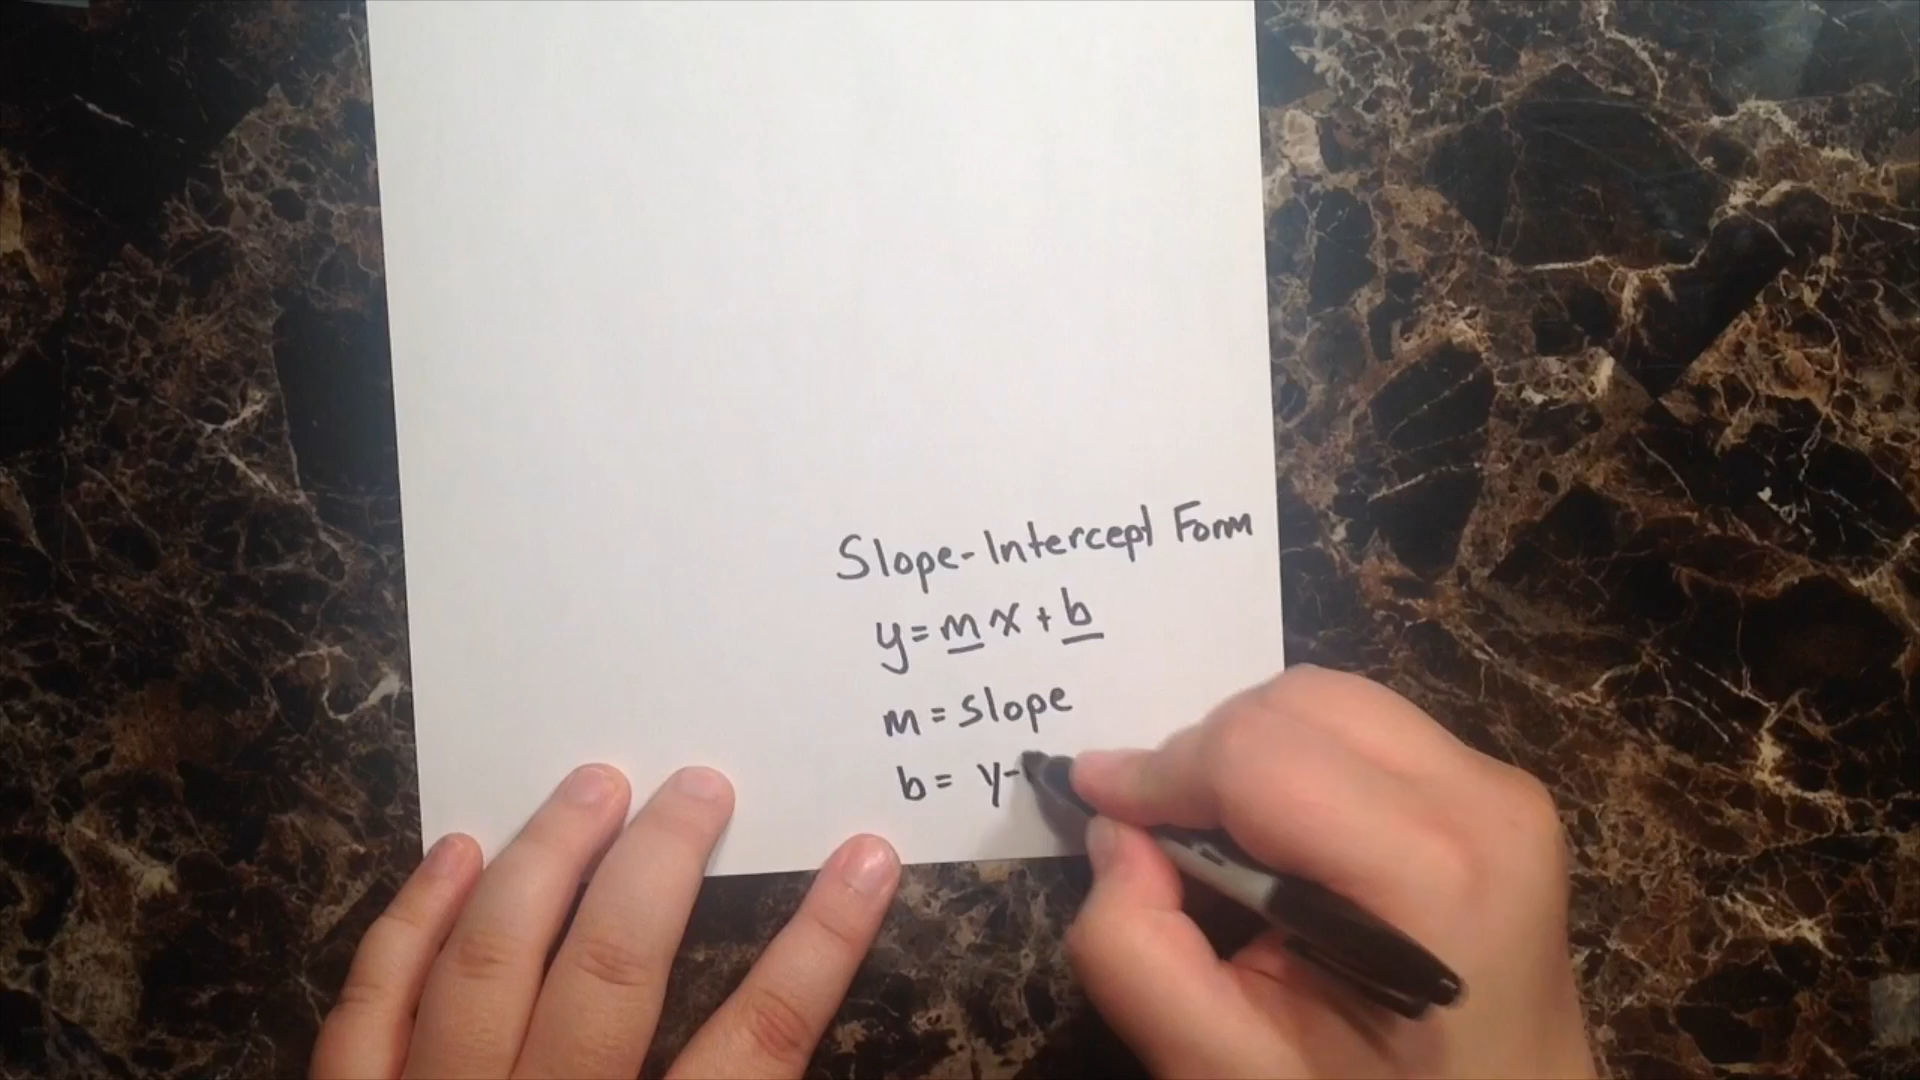 Slope-Intercept Form
y = mx + b
m = slope
b = y-